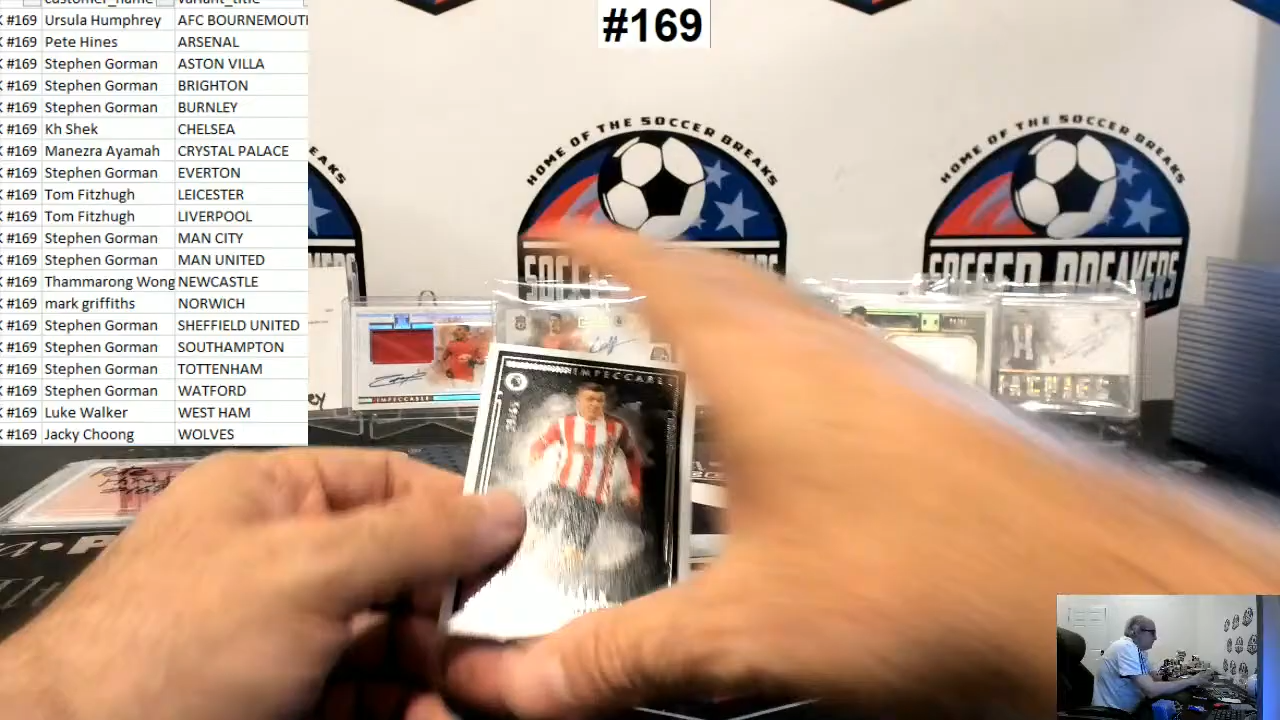 customer_name variant_title
Ursula Humphrey AFC BOURNEMOUTH
#169
K #169 Pete Hines ARSENAL
K #169 Stephen Gorman ASTON VILLA
K #169 Stephen Gorman BRIGHTON
K #169 Stephen Gorman BURNLEY
K #169 Kh Shek CHELSEA
K #169 Manezra Ayamah CRYSTAL PALACE
K #169 Stephen Gorman EVERTON
K #169 Tom Fitzhugh LEICESTER
K #169 Tom Fitzhugh LIVERPOOL
K #169 Stephen Gorman MAN CITY
K #169 Stephen Gorman MAN UNITED
K #169 Thammarong Wong NEWCASTLE
K #169 mark griffiths NORWICH
K #169 Stephen Gorman SHEFFIELD UNITED
K #169 Stephen Gorman SOUTHAMPTON
K #169 Stephen Gorman TOTTENHAM
K #169 Stephen Gorman WATFORD
K #169 Luke Walker WEST HAM
K #169 Jacky Choong WOLVES
HOME OF THE SOCCER BREAKS
SOCCER
HOME OF THE SOCCER BREAKS
SOCCER BREAKERS
BREAKS
IMPECCABLE
IMPECCABLE
Pete